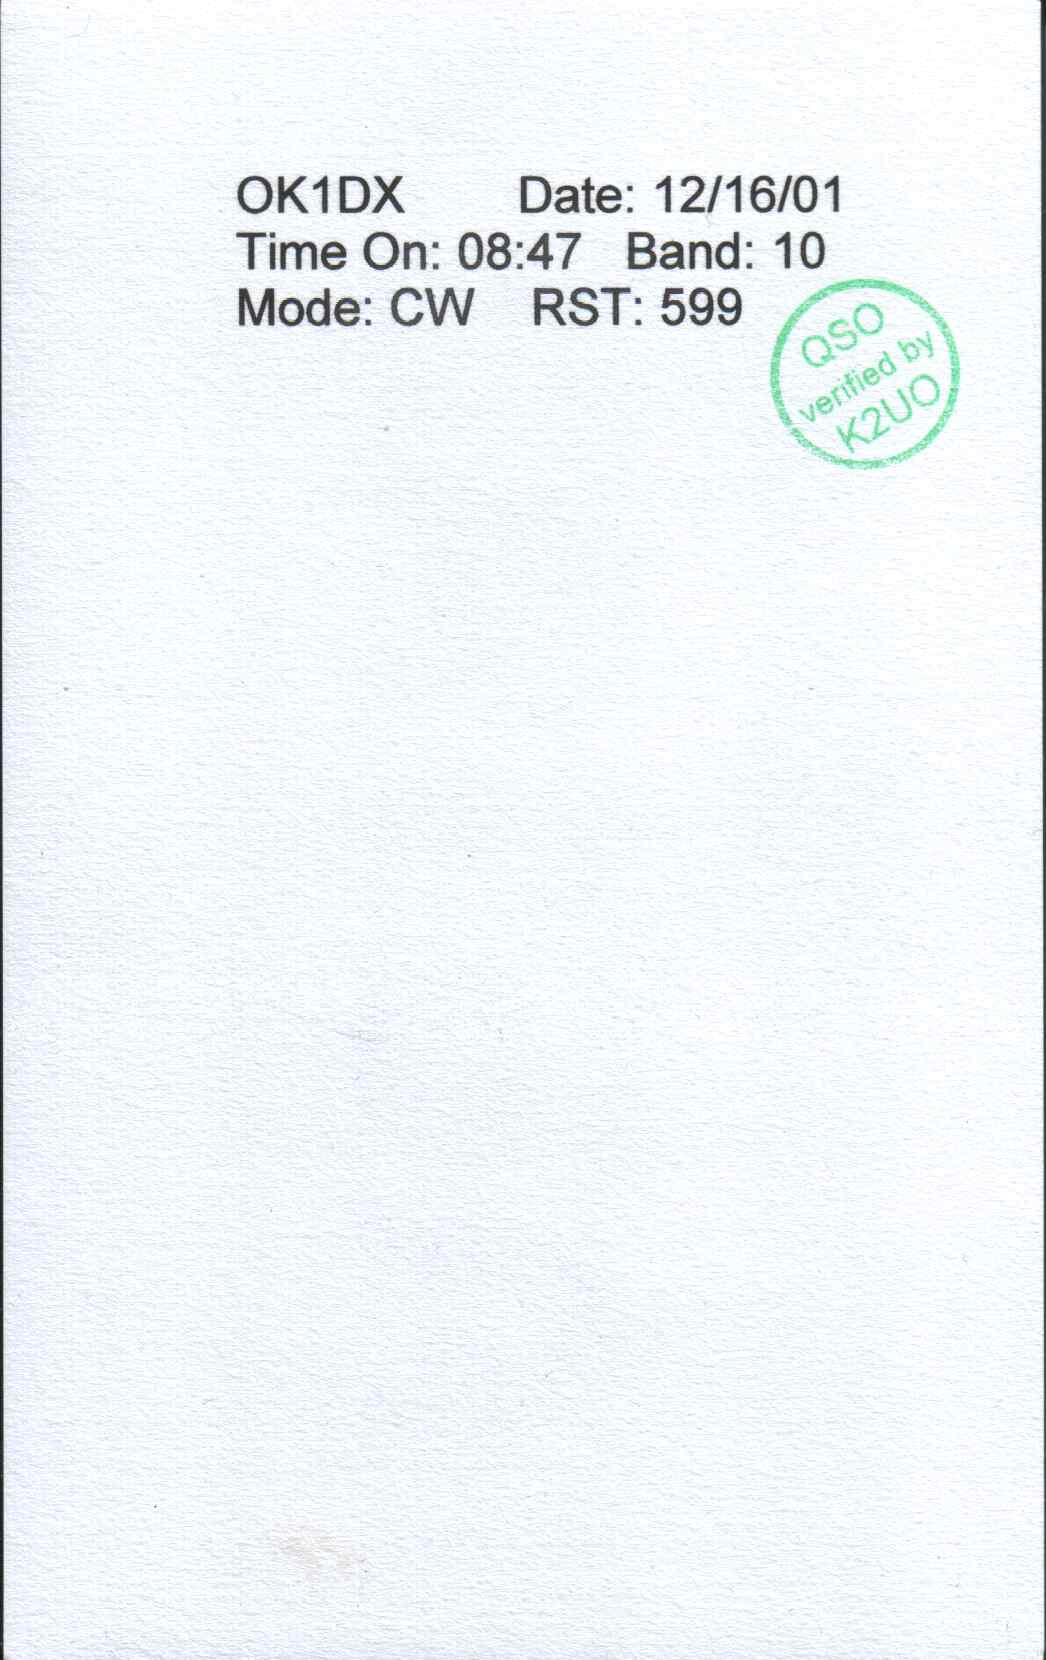 OK1DX Date: 12/16/01
Time On: 08:47 Band: 10
Mode: CW RST: 599
QSO
verified by
K2UO